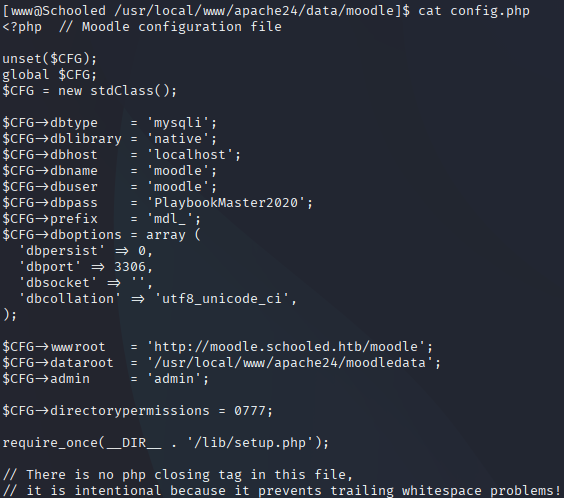 [www@Schooled /usr/local/www/apache24/data/moodle]$ cat config.php
<?php  // Moodle configuration file

unset($CFG);
global $CFG;
$CFG = new stdClass();

$CFG->dbtype    = 'mysqli';
$CFG->dblibrary = 'native';
$CFG->dbhost    = 'localhost';
$CFG->dbname    = 'moodle';
$CFG->dbuser    = 'moodle';
$CFG->dbpass    = 'PlaybookMaster2020';
$CFG->prefix    = 'mdl_';
$CFG->dboptions = array (
  'dbpersist' => 0,
  'dbport' => 3306,
  'dbsocket' => '',
  'dbcollation' => 'utf8_unicode_ci',
);

$CFG->wwwroot   = 'http://moodle.schooled.htb/moodle';
$CFG->dataroot  = '/usr/local/www/apache24/moodledata';
$CFG->admin     = 'admin';

$CFG->directorypermissions = 0777;

require_once(__DIR__ . '/lib/setup.php');

// There is no php closing tag in this file,
// it is intentional because it prevents trailing whitespace problems!